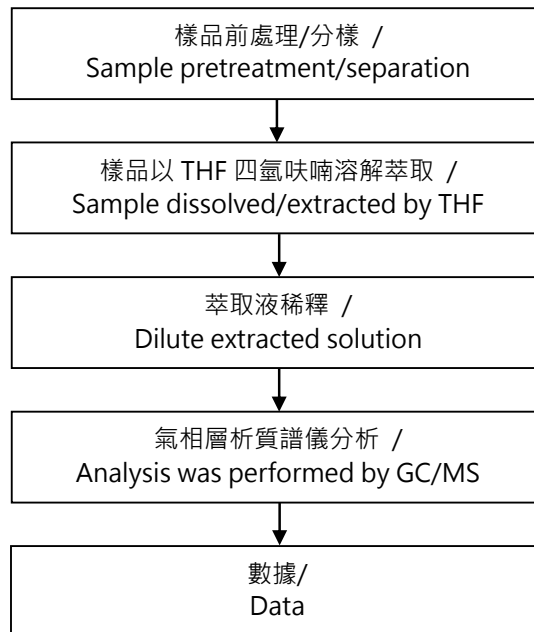 樣品前處理/分樣 /
Sample pretreatment/separation
樣品以 THF 四氫呋喃溶解萃取 /
Sample dissolved/extracted by THF
萃取液稀釋 /
Dilute extracted solution
氣相層析質譜儀分析 /
Analysis was performed by GC/MS
數據/
Data